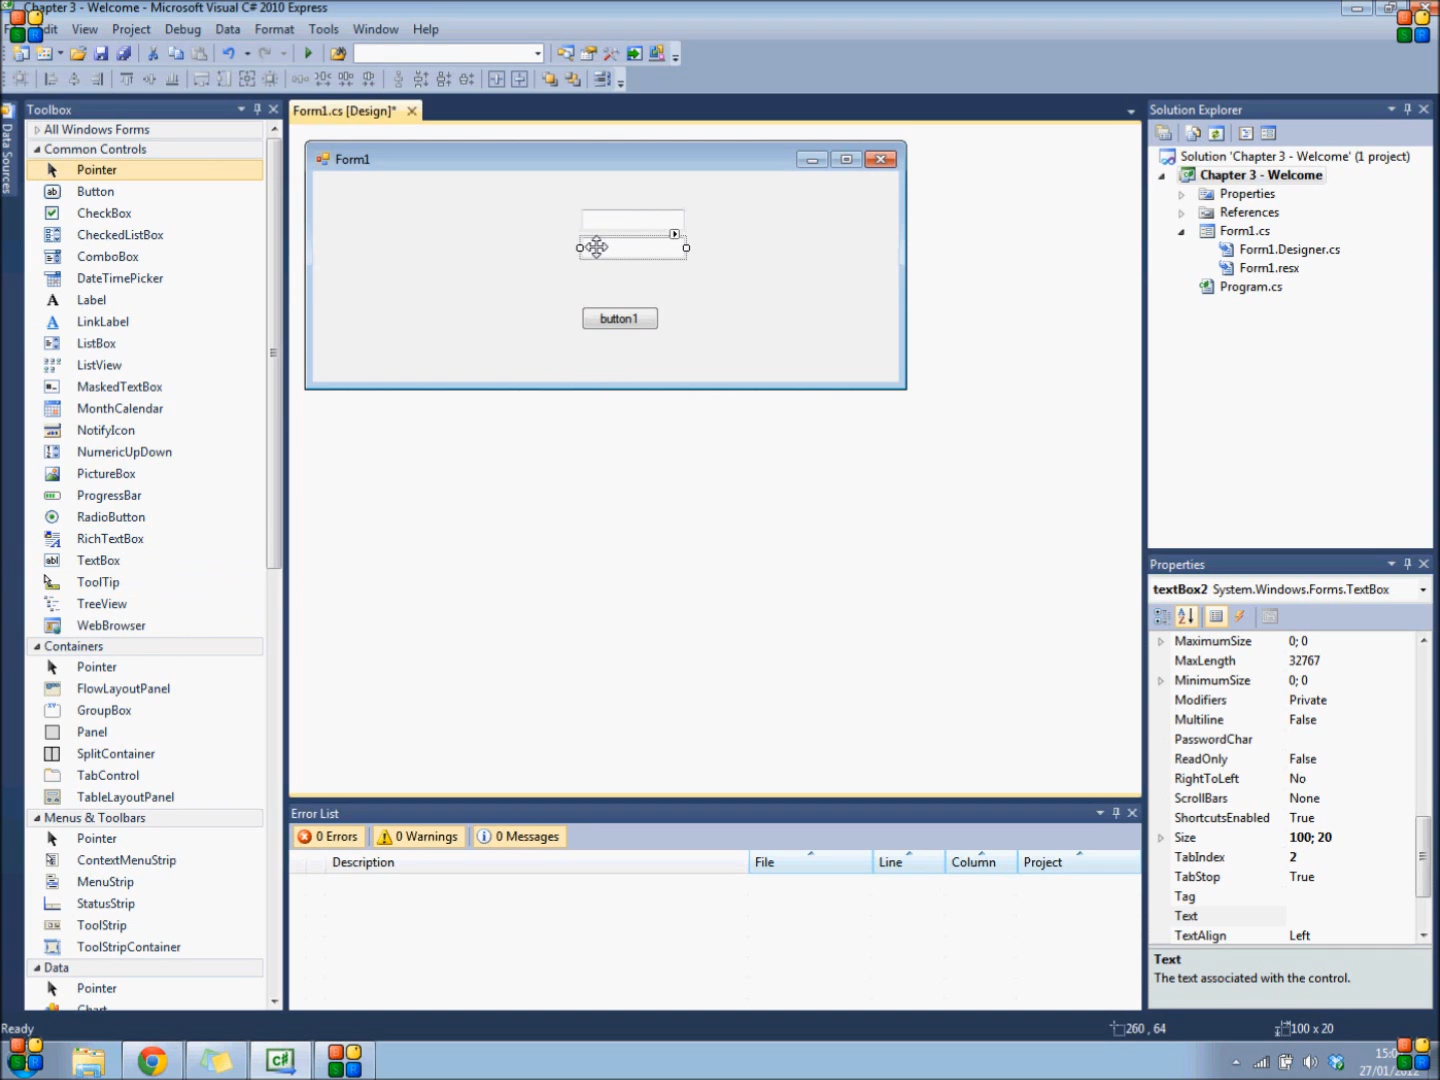 Chapter 3 - Welcome - Microsoft Visual C# 2010 Express
View Project Debug Data Format Tools Window Help
Data Sources
Toolbox
All Windows Forms
Common Controls
Pointer
Button
CheckBox
CheckedListBox
ComboBox
DateTimePicker
Label
LinkLabel
ListBox
ListView
MaskedTextBox
MonthCalendar
NotifyIcon
NumericUpDown
PictureBox
ProgressBar
RadioButton
RichTextBox
TextBox
ToolTip
TreeView
WebBrowser
Containers
Pointer
FlowLayoutPanel
GroupBox
Panel
SplitContainer
TabControl
TableLayoutPanel
Menus & Toolbars
Pointer
ContextMenuStrip
MenuStrip
StatusStrip
ToolStrip
ToolStripContainer
Data
Pointer
Chart
Form1.cs [Design]*
Form1
button1
Error List
0 Errors 0 Warnings 0 Messages
Description File Line Column Project
Solution Explorer
Solution 'Chapter 3 - Welcome' (1 project)
Chapter 3 - Welcome
Properties
References
Form1.cs
Form1.Designer.cs
Form1.resx
Program.cs
Properties
textBox2 System.Windows.Forms.TextBox
MaximumSize 0; 0
MaxLength 32767
MinimumSize 0; 0
Modifiers Private
Multiline False
PasswordChar
ReadOnly False
RightToLeft No
ScrollBars None
ShortcutsEnabled True
Size 100; 20
TabIndex 2
TabStop True
Tag
Text
TextAlign Left
Text
The text associated with the control.
Ready 260 , 64 100 x 20